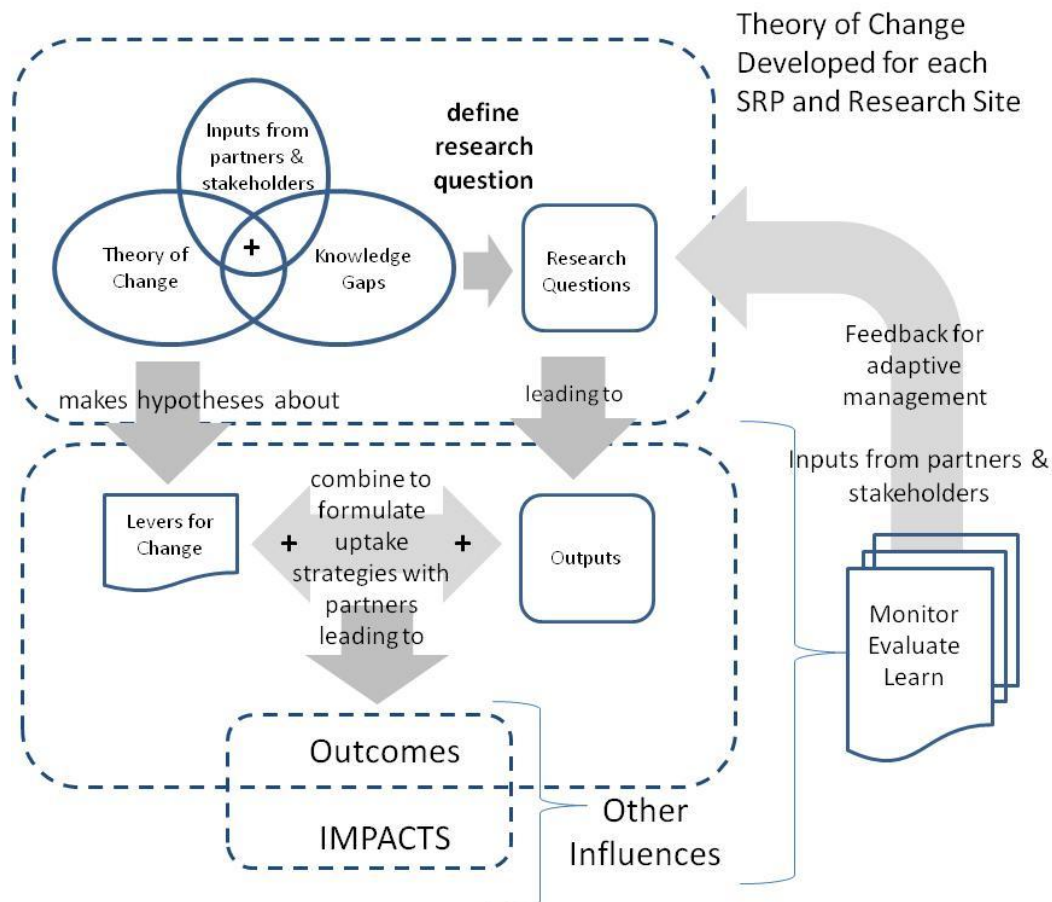 Theory of Change
Developed for each
SRP and Research Site
Inputs from
partners &
stakeholders
define
research
question
Theory of
Change
+
Knowledge
Gaps
Research
Questions
makes hypotheses about
leading to
Feedback for
adaptive
management
Inputs from partners &
stakeholders
Levers for
Change
+
combine to
formulate
uptake
strategies with
partners
leading to
+
Outputs
Monitor
Evaluate
Learn
Outcomes
IMPACTS
Other
Influences